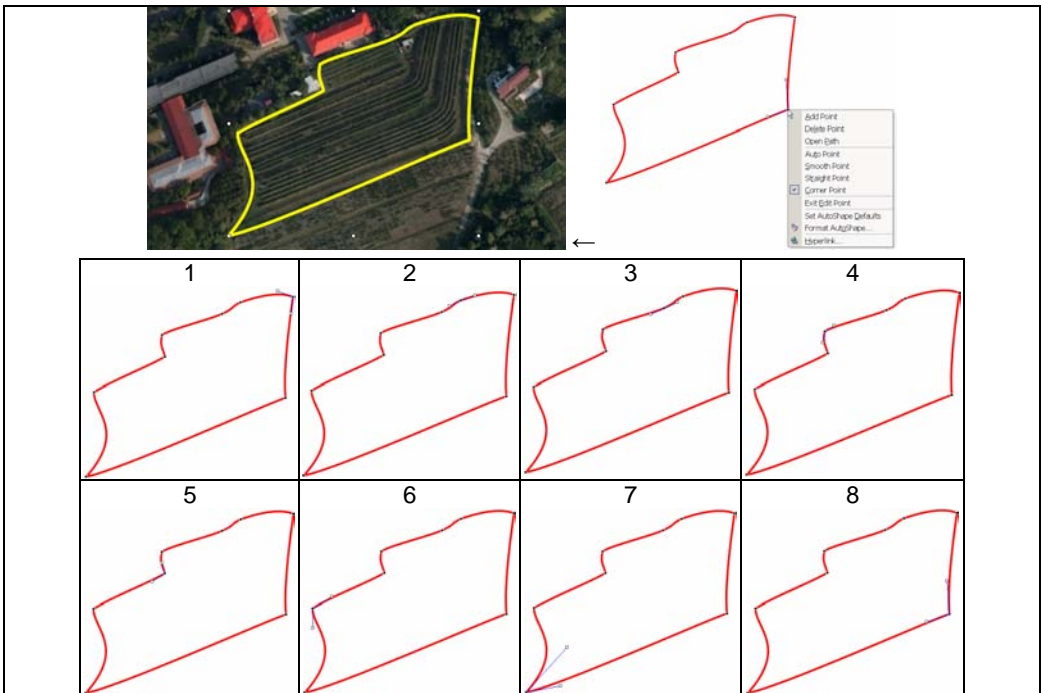 Add Point
Delete Point
Open Path
Auto Point
Smooth Point
Straight Point
Corner Point
Exit Edit Point
Set AutoShape Defaults
Format AutoShape...
Hyperlink...
←
1 2 3 4
5 6 7 8